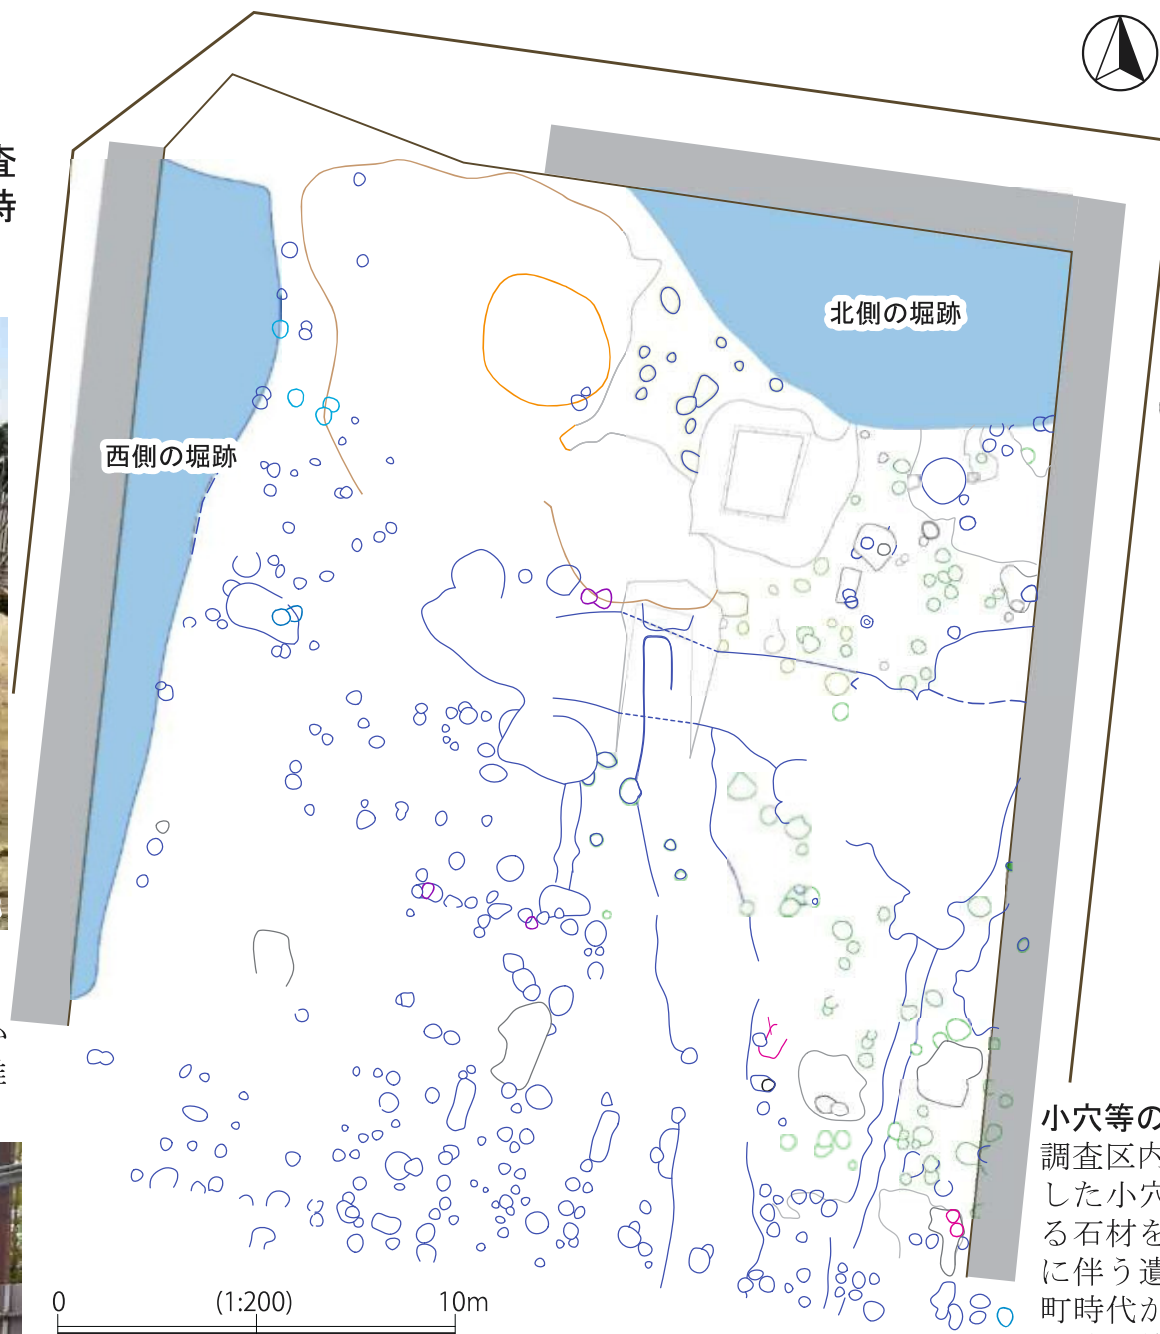 査
時
北側の堀跡
西側の堀跡
0 (1:200) 10m
小穴等の
調査区内
した小穴
る石材を
に伴う遺
町時代か